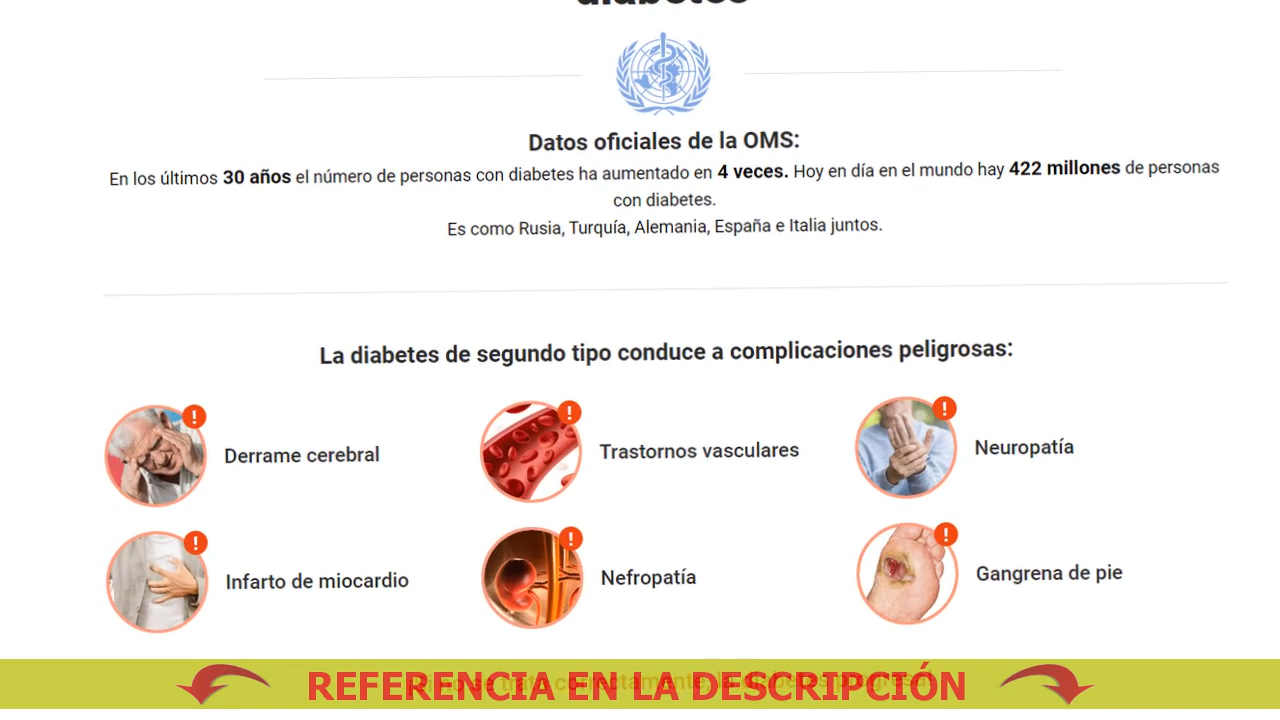 diabetes
Datos oficiales de la OMS:
En los últimos 30 años el número de personas con diabetes ha aumentado en 4 veces. Hoy en día en el mundo hay 422 millones de personas
con diabetes.
Es como Rusia, Turquía, Alemania, España e Italia juntos.
La diabetes de segundo tipo conduce a complicaciones peligrosas:
! Derrame cerebral
! Trastornos vasculares
! Neuropatía
! Infarto de miocardio
! Nefropatía
! Gangrena de pie
REFERENCIA EN LA DESCRIPCIÓN